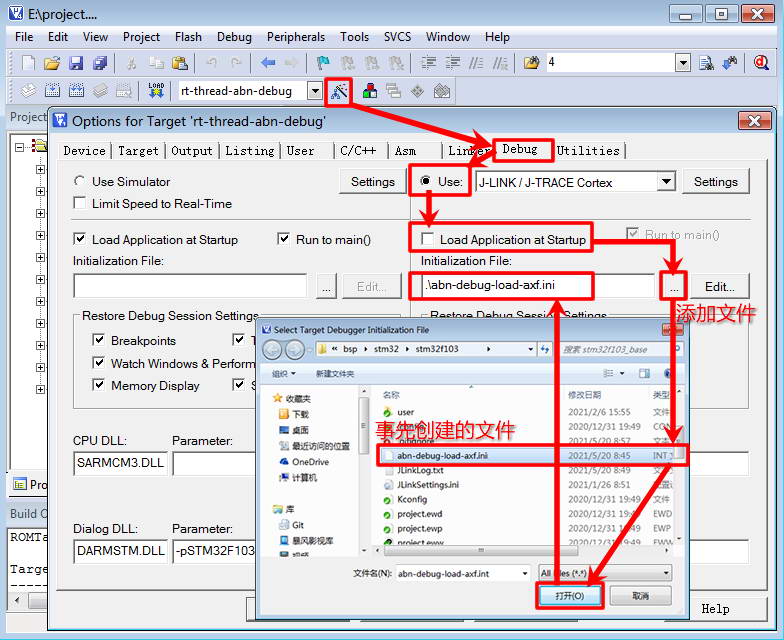 E\project....
File Edit View Project Flash Debug Peripherals Tools SVCS Window Help
4
LOAD rt-thread-abn-debug
Project
Options for Target 'rt-thread-abn-debug'
Device Target Output Listing User C/C++ Asm Linker Debug Utilities
Use Simulator Settings Use: J-LINK / J-TRACE Cortex Settings
Limit Speed to Real-Time
Load Application at Startup Run to main() Load Application at Startup Run to main()
Initialization File: Initialization File:
... Edit... .\abn-debug-load-axf.ini ... Edit...
添加文件
Restore Debug Session Settings Restore Debug Session Settings
Breakpoints
Watch Windows & Perform
Memory Display
CPU DLL: Parameter:
SARMCM3.DLL
Dialog DLL: Parameter:
DARMSTM.DLL -pSTM32F103
Select Target Debugger Initialization File
« bsp stm32 stm32f103 搜索 stm32f103_base
组织 新建文件夹
收藏夹
下载
桌面
最近访问的位置
OneDrive
计算机
库
Git
暴风影视库
视频
名称 修改日期 类型
user 2021/2/6 15:55 文件
2020/12/31 19:49
事先创建的文件
.gitignore 2021/5/20 8:57
abn-debug-load-axf.ini 2021/5/20 8:45 INT
JLinkLog.txt 2021/5/20 8:49
JLinkSettings.ini 2021/1/26 8:51
Kconfig 2020/12/31 19:49 文件
project.ewd 2020/12/31 19:49 EWD
project.ewp 2020/12/31 19:49 EWP
project.eww 2020/12/31 19:49 EWW
文件名(N): abn-debug-load-axf.int All files (*.*)
打开(O) 取消
Build O
ROMTa
Targe
Help